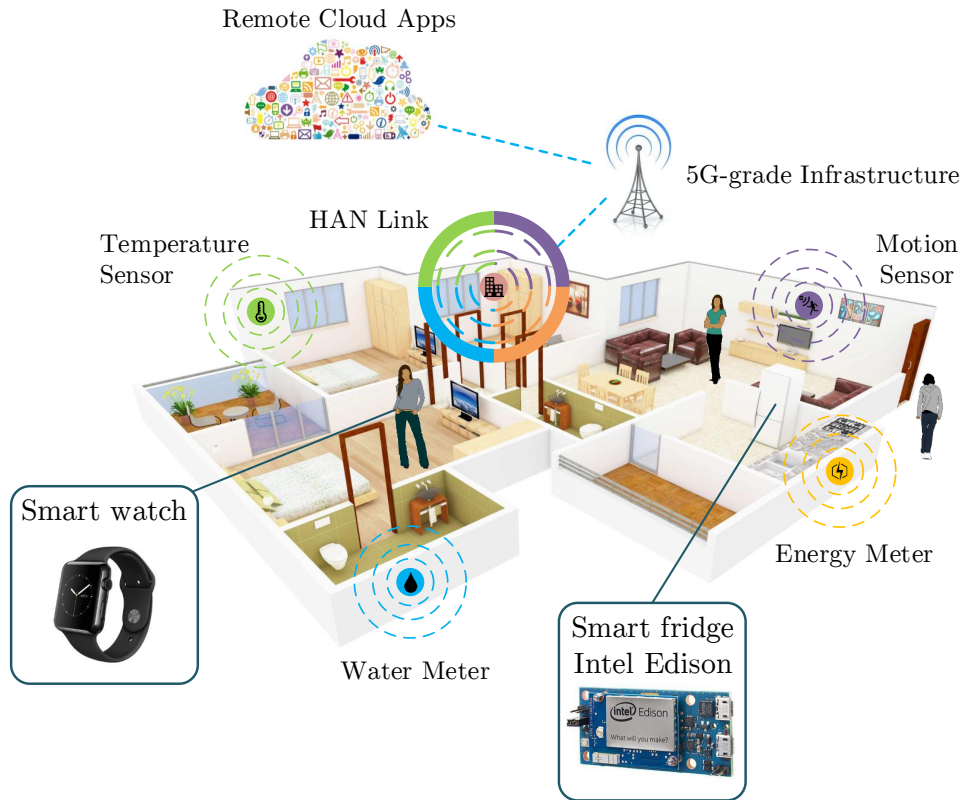 Remote Cloud Apps
5G-grade Infrastructure
HAN Link
Temperature
Sensor
Motion
Sensor
Smart watch
Energy Meter
Water Meter
Smart fridge
Intel Edison
intel Edison
What will you make?